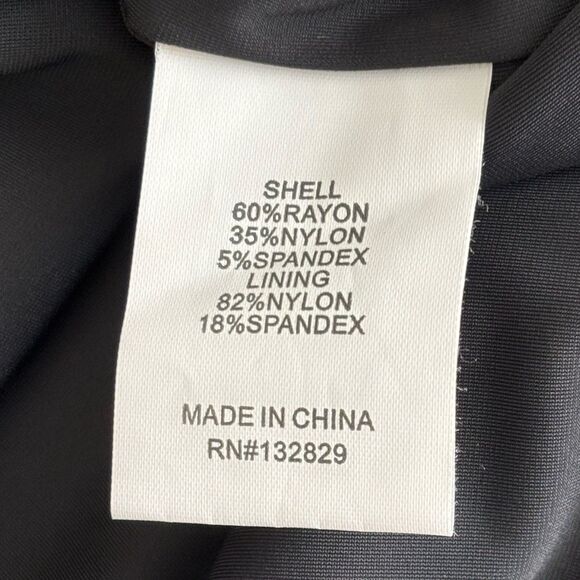 SHELL
60%RAYON
35%NYLON
5%SPANDEX
LINING
82%NYLON
18%SPANDEX
MADE IN CHINA
RN#132829